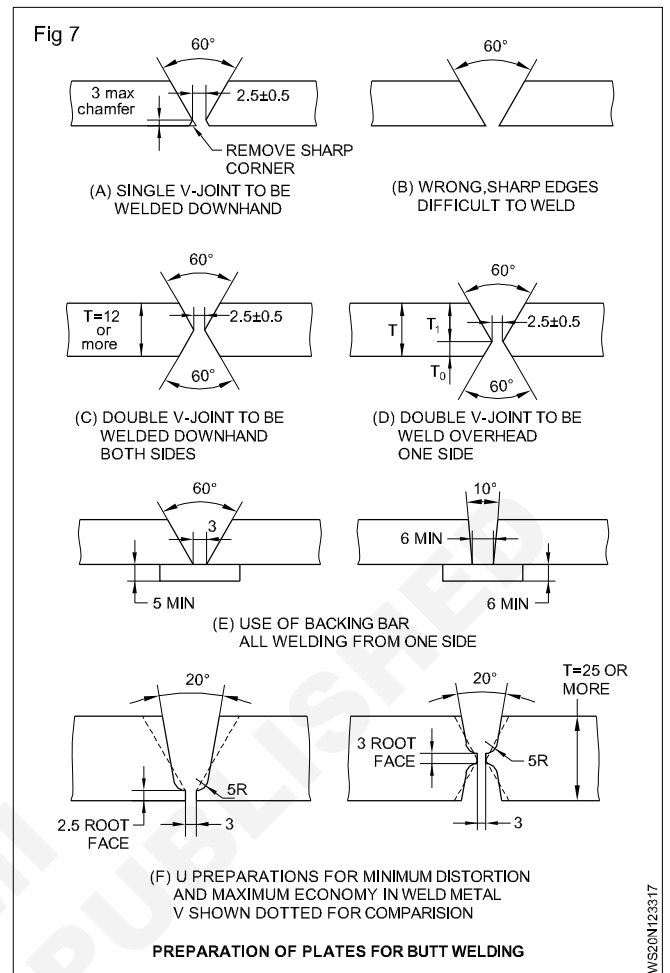 Fig 7
60°
3 max
chamfer
2.5±0.5
REMOVE SHARP
CORNER
(A) SINGLE V-JOINT TO BE
WELDED DOWNHAND
60°
(B) WRONG,SHARP EDGES
DIFFICULT TO WELD
60°
T=12
or
more
2.5±0.5
60°
(C) DOUBLE V-JOINT TO BE
WELDED DOWNHAND
BOTH SIDES
60°
T
T1
2.5±0.5
T0
60°
(D) DOUBLE V-JOINT TO BE
WELD OVERHEAD
ONE SIDE
60°
3
5 MIN
10°
6 MIN
6 MIN
(E) USE OF BACKING BAR
ALL WELDING FROM ONE SIDE
20°
5R
2.5 ROOT
FACE
3
20°
T=25 OR
MORE
3 ROOT
FACE
5R
3
(F) U PREPARATIONS FOR MINIMUM DISTORTION
AND MAXIMUM ECONOMY IN WELD METAL
V SHOWN DOTTED FOR COMPARISION
PREPARATION OF PLATES FOR BUTT WELDING
WS20N123317
MI
PUBLISHED